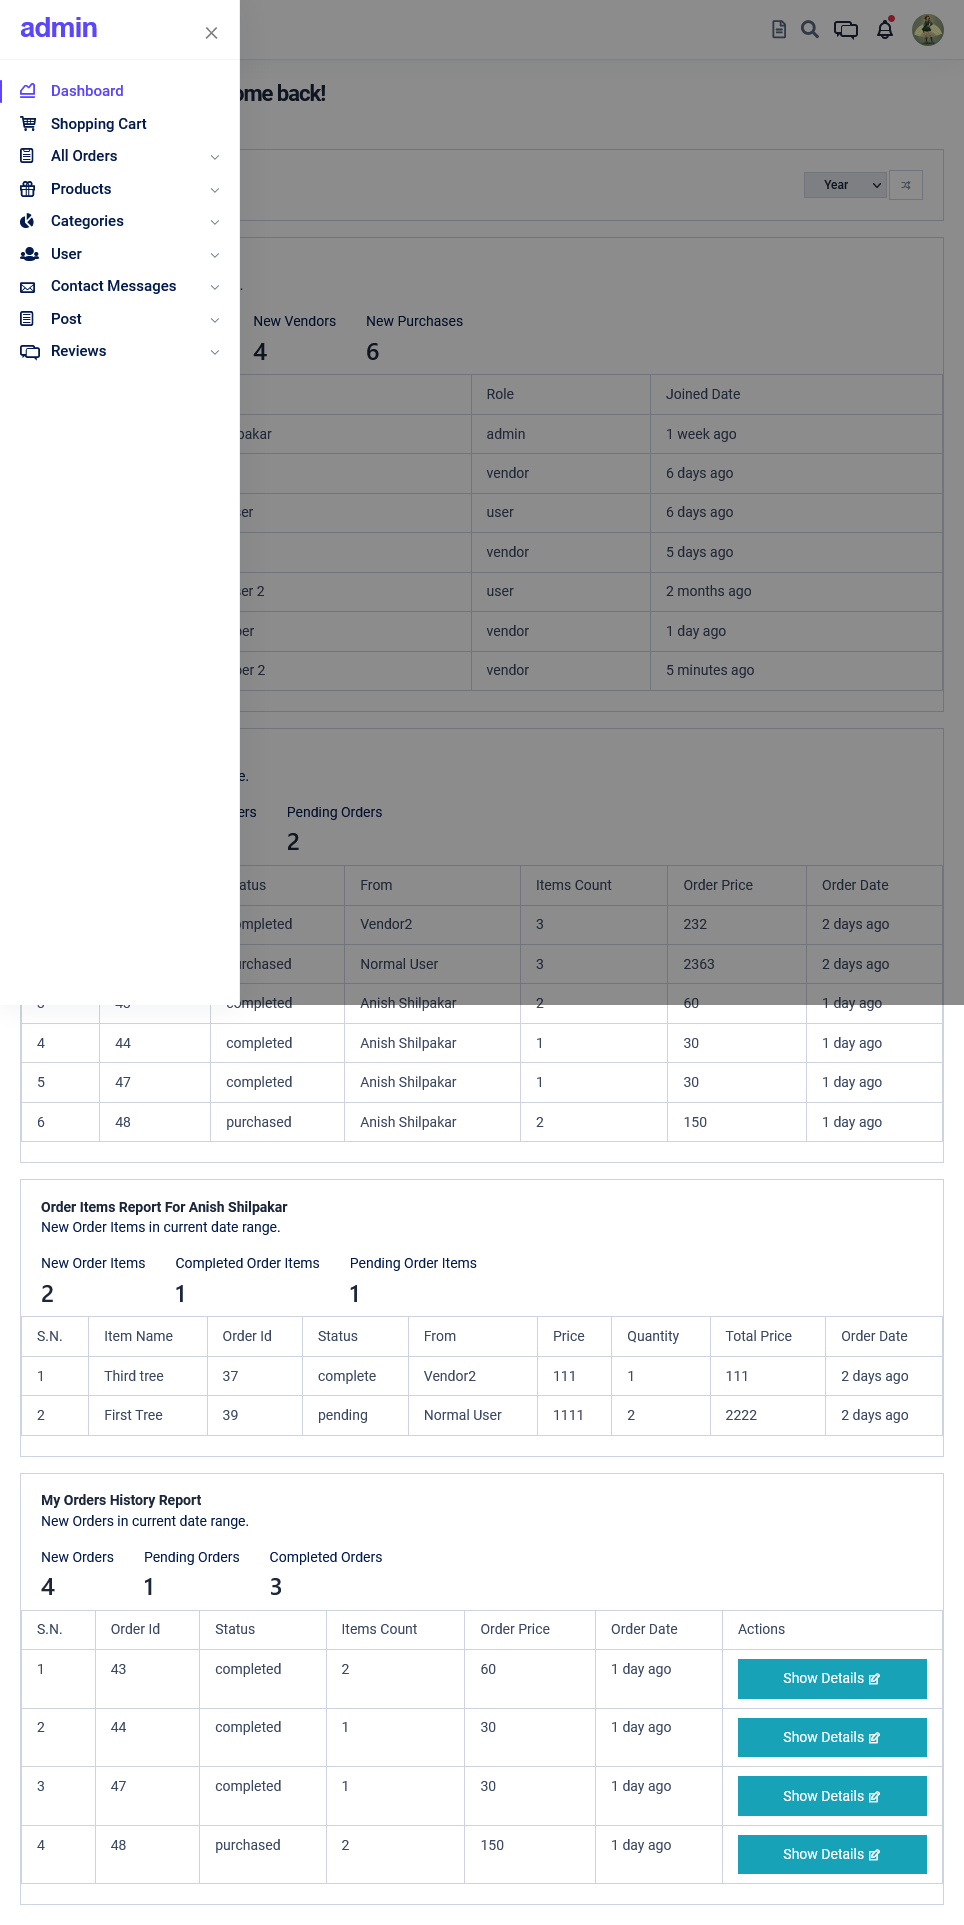 admin
Dashboard
Shopping Cart
All Orders
Products
Categories
User
Contact Messages
Post
Reviews
back!
Year
New Vendors New Purchases
4 6
Role Joined Date
admin 1 week ago
vendor 6 days ago
user 6 days ago
vendor 5 days ago
2 user 2 months ago
vendor 1 day ago
2 vendor 5 minutes ago
Pending Orders
2
From Items Count Order Price Order Date
Vendor2 3 232 2 days ago
Normal User 3 2363 2 days ago
completed Anish Shilpakar 2 60 1 day ago
4 44 completed Anish Shilpakar 1 30 1 day ago
5 47 completed Anish Shilpakar 1 30 1 day ago
6 48 purchased Anish Shilpakar 2 150 1 day ago
Order Items Report For Anish Shilpakar
New Order Items in current date range.
New Order Items Completed Order Items Pending Order Items
2 1 1
S.N. Item Name Order Id Status From Price Quantity Total Price Order Date
1 Third tree 37 complete Vendor2 111 1 111 2 days ago
2 First Tree 39 pending Normal User 1111 2 2222 2 days ago
My Orders History Report
New Orders in current date range.
New Orders Pending Orders Completed Orders
4 1 3
S.N. Order Id Status Items Count Order Price Order Date Actions
1 43 completed 2 60 1 day ago Show Details
2 44 completed 1 30 1 day ago Show Details
3 47 completed 1 30 1 day ago Show Details
4 48 purchased 2 150 1 day ago Show Details